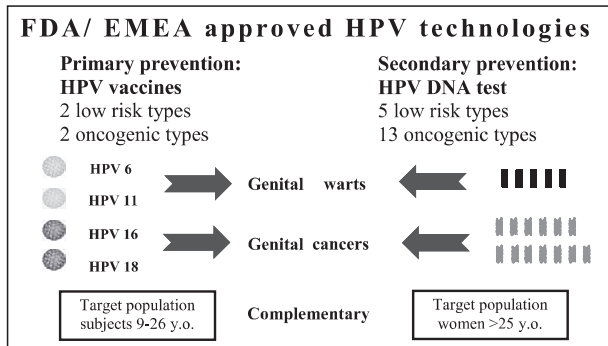 FDA/ EMEA approved HPV technologies
Primary prevention:
HPV vaccines
2 low risk types
2 oncogenic types
Secondary prevention:
HPV DNA test
5 low risk types
13 oncogenic types
HPV 6
HPV 11
HPV 16
HPV 18
Genital warts
Genital cancers
Target population
subjects 9-26 y.o.
Complementary
Target population
women >25 y.o.